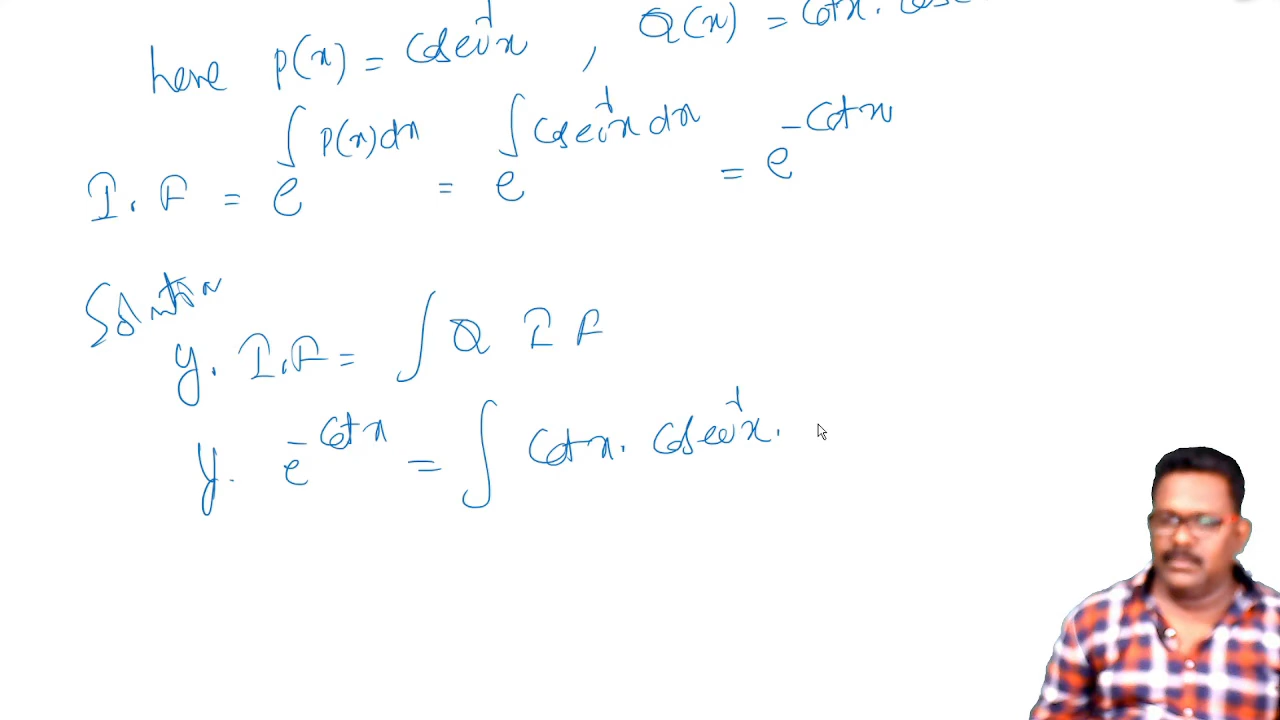 here p(x) = cosec²x , Q(x) = cotx.
I.F = e^∫p(x)dx = e^∫cosec²x dx = e^-cotx
Solution
y. I.F = ∫ Q I F
y. e^-cotx = ∫ cotx. cosec²x.